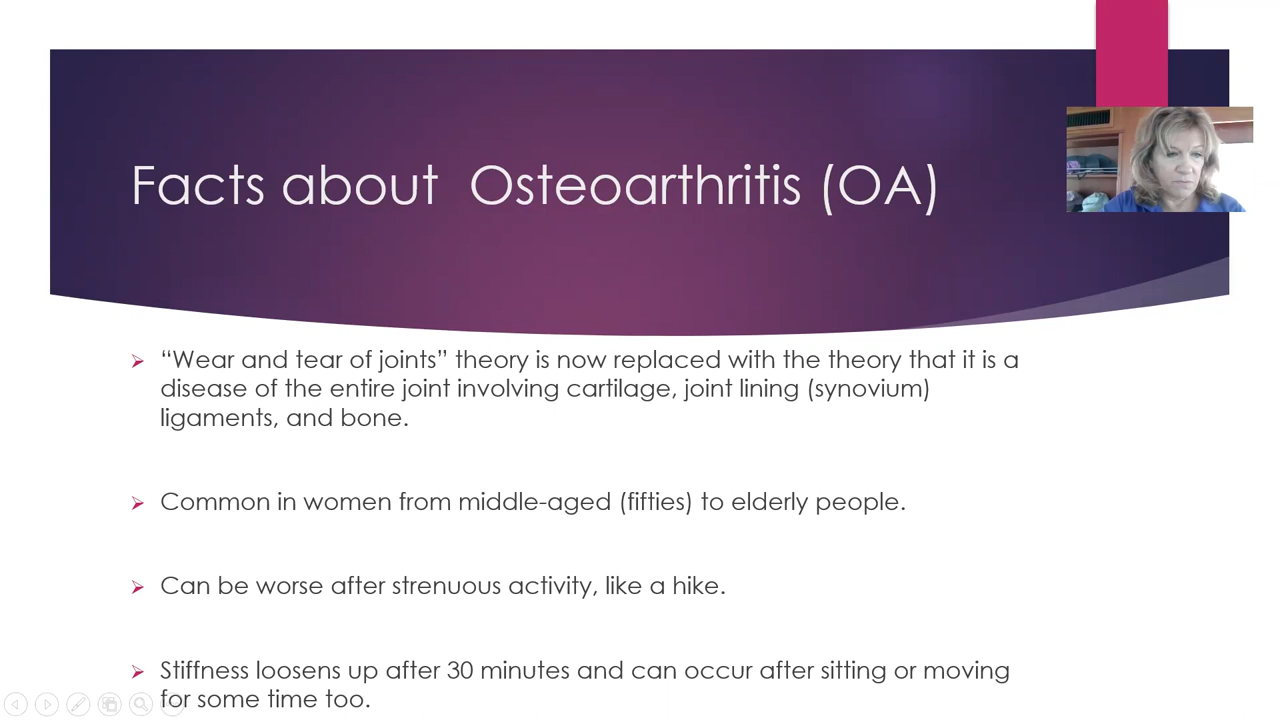 Facts about  Osteoarthritis (OA)
“Wear and tear of joints” theory is now replaced with the theory that it is a
disease of the entire joint involving cartilage, joint lining (synovium)
ligaments, and bone.
Common in women from middle-aged (fifties) to elderly people.
Can be worse after strenuous activity, like a hike.
Stiffness loosens up after 30 minutes and can occur after sitting or moving
for some time too.